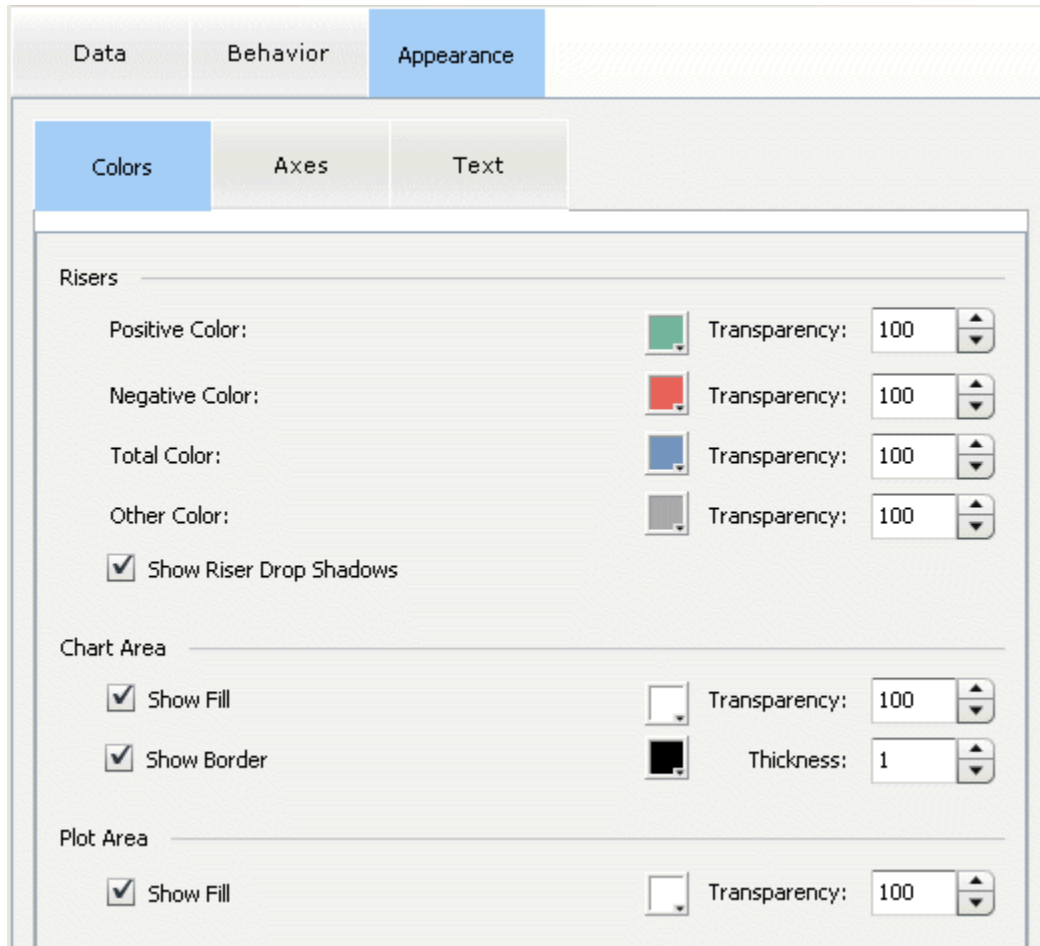 Data Behavior Appearance
Colors Axes Text
Risers
Positive Color: Transparency: 100
Negative Color: Transparency: 100
Total Color: Transparency: 100
Other Color: Transparency: 100
Show Riser Drop Shadows
Chart Area
Show Fill Transparency: 100
Show Border Thickness: 1
Plot Area
Show Fill Transparency: 100